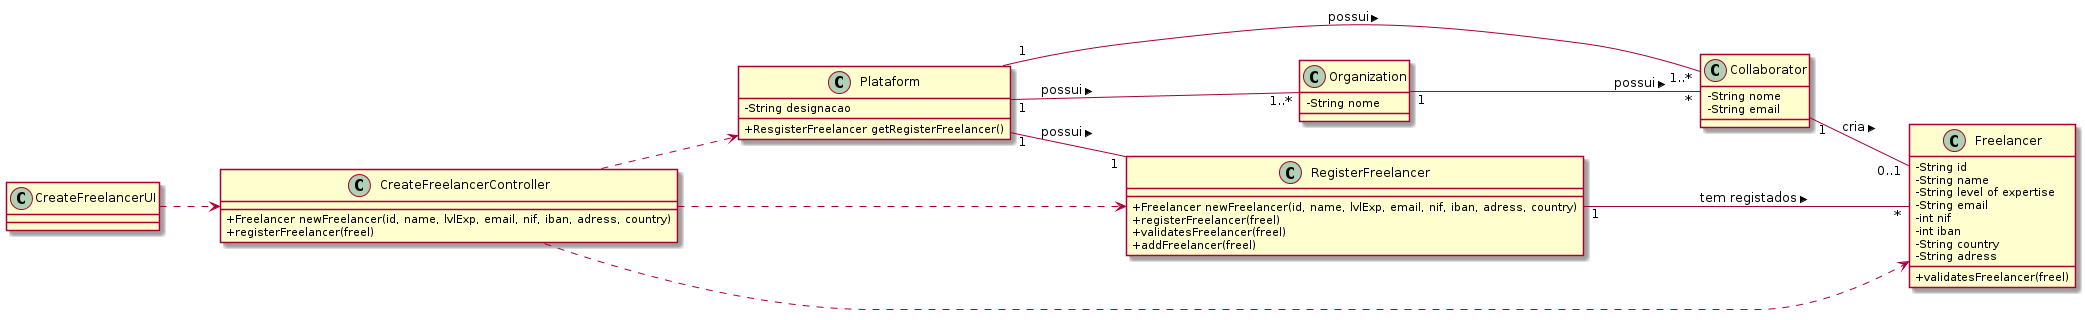 C CreateFreelancerUI
C CreateFreelancerController
+Freelancer newFreelancer(id, name, lvlExp, email, nif, iban, adress, country)
+registerFreelancer(freel)
C Plataform
-String designacao
+ResgisterFreelancer getRegisterFreelancer()
1
possui
1..*
1
possui
1..*
1
possui
1
C Organization
-String nome
1
possui
*
C RegisterFreelancer
+Freelancer newFreelancer(id, name, lvlExp, email, nif, iban, adress, country)
+registerFreelancer(freel)
+validatesFreelancer(freel)
+addFreelancer(freel)
1
tem registados
*
C Collaborator
-String nome
-String email
1
cria
0..1
C Freelancer
-String id
-String name
-String level of expertise
-String email
-int nif
-int iban
-String country
-String adress
+validatesFreelancer(freel)